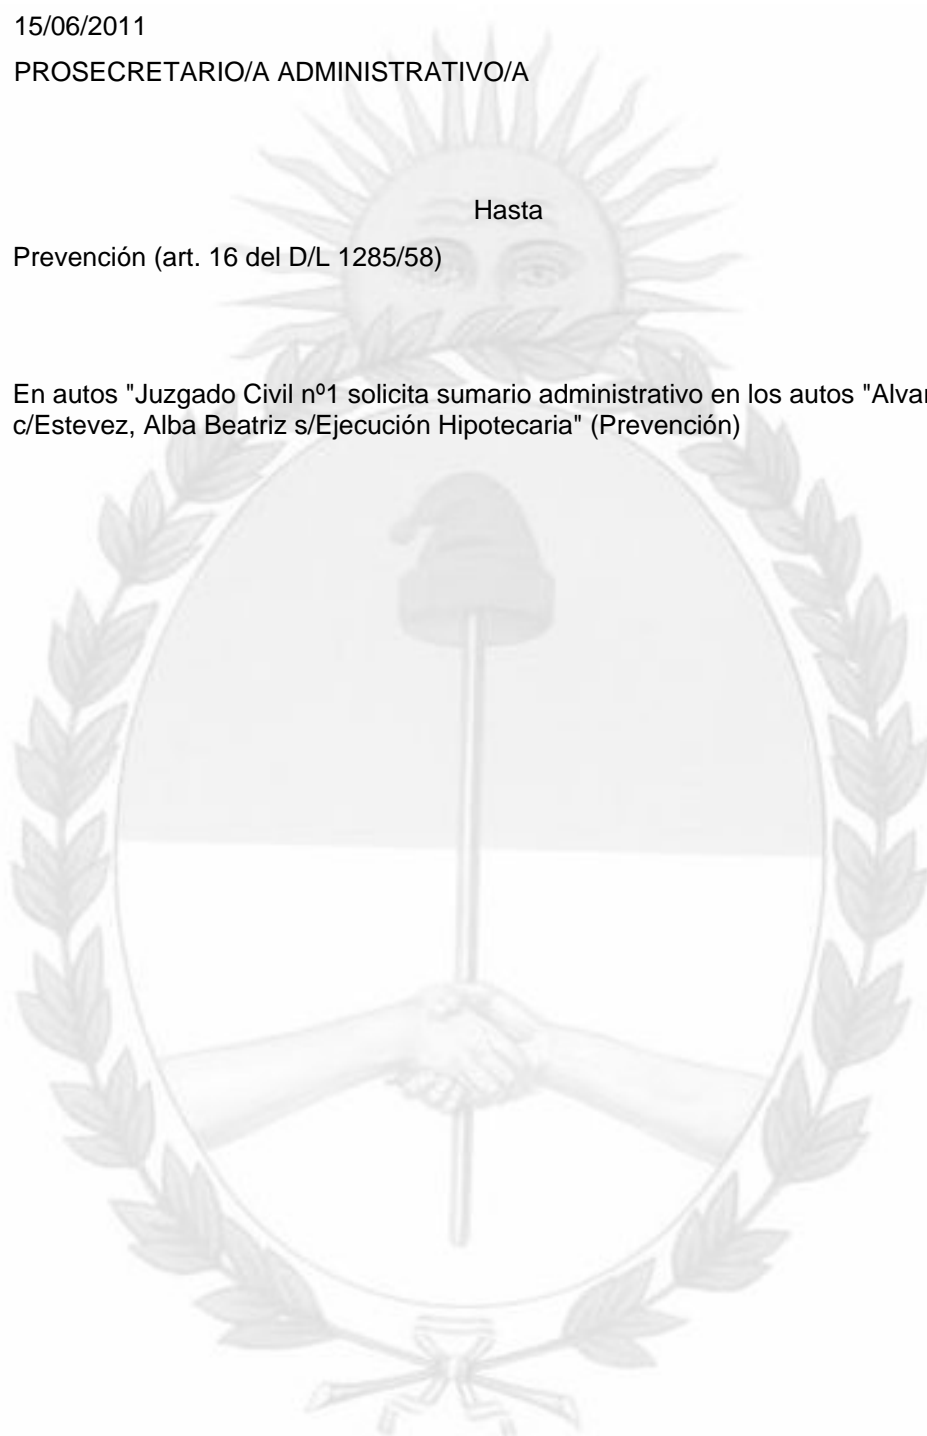 15/06/2011
PROSECRETARIO/A ADMINISTRATIVO/A
Hasta
Prevención (art. 16 del D/L 1285/58)
En autos "Juzgado Civil nº1 solicita sumario administrativo en los autos "Alvar
c/Estevez, Alba Beatriz s/Ejecución Hipotecaria" (Prevención)